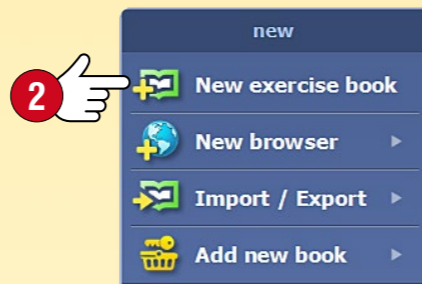 new
2
New exercise book
New browser
Import / Export
Add new book